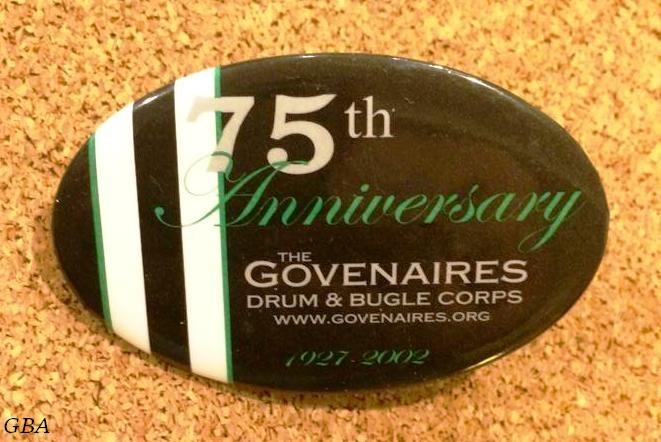 75th
Anniversary
THE
GOVENAIRES
DRUM & BUGLE CORPS
WWW.GOVENAIRES.ORG
1927-2002
GBA